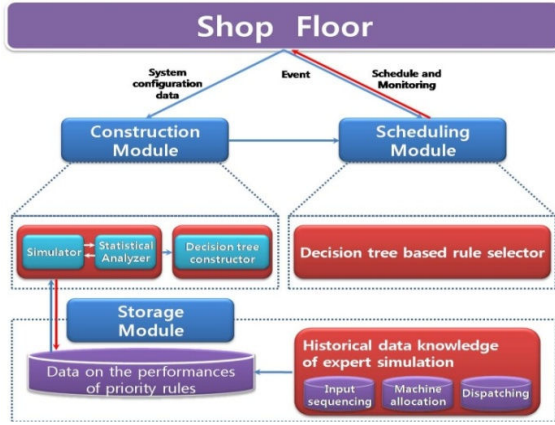 Shop Floor
System
configuration
data
Event
Schedule and
Monitoring
Construction
Module
Scheduling
Module
Simulator
Statistical
Analyzer
Decision tree
constructor
Decision tree based rule selector
Storage
Module
Data on the performances
of priority rules
Historical data knowledge
of expert simulation
Input
sequencing
Machine
allocation
Dispatching